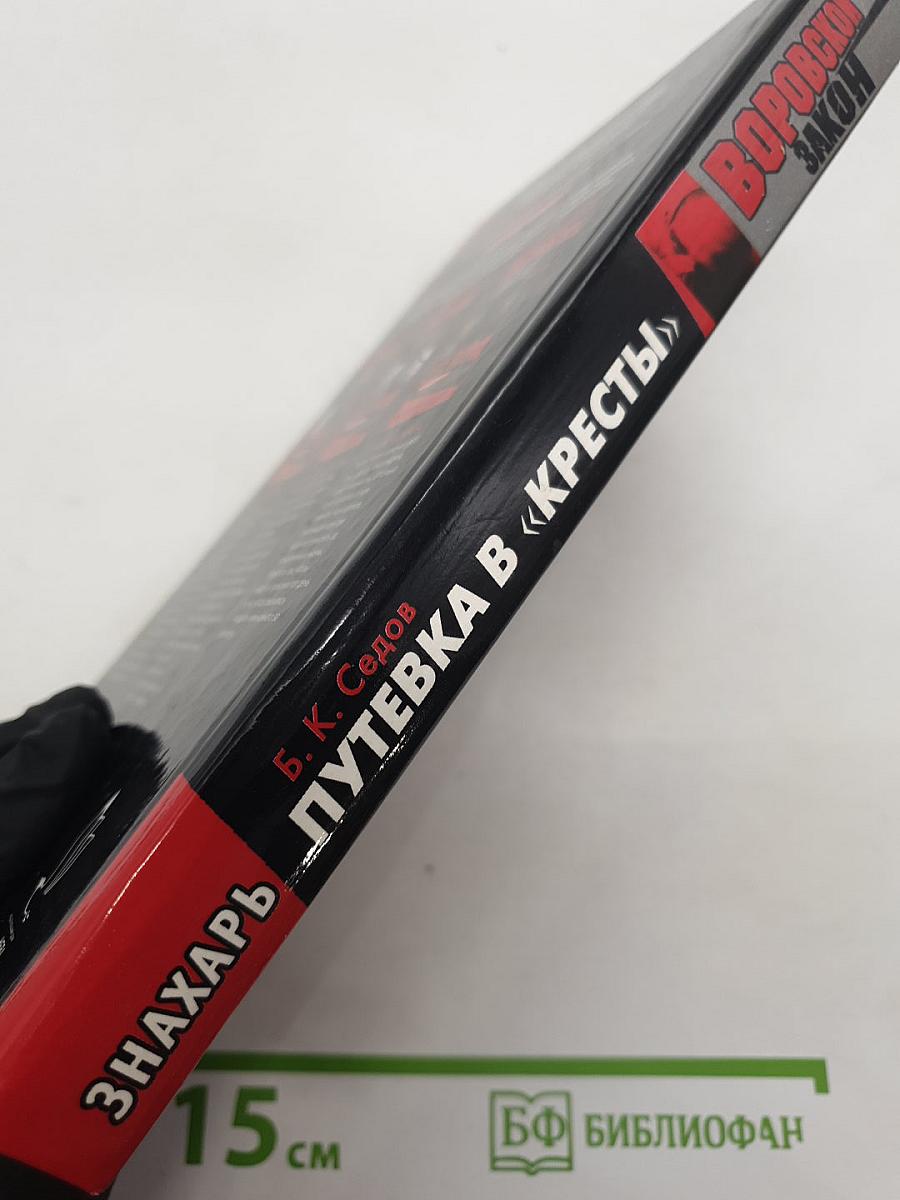 ЗНАХАРЬ
Б. К. Седов
ПУТЕВКА В «КРЕСТЫ»
ВОРОВСКОЙ
ЗАКОН
15 см
БФ БИБЛИОФАН